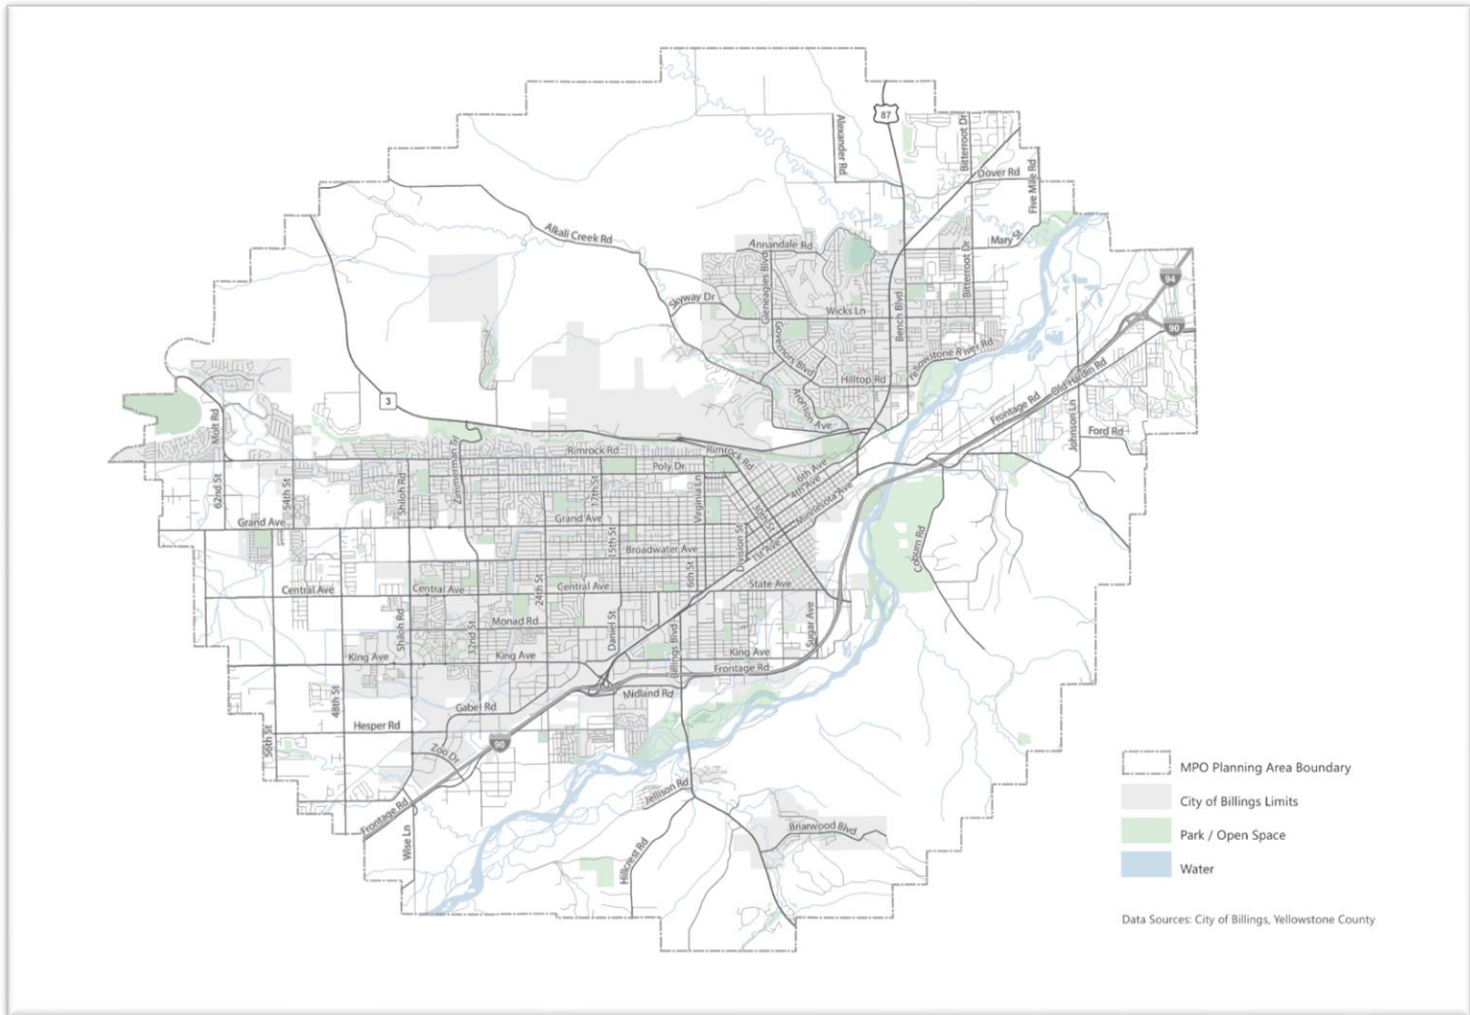 87
Alexander Rd
Bitterroot Dr
Dover Rd
Five Mile Rd
Alkali Creek Rd
Annandale Rd
Mary St
Bitterroot Dr
Gleneagles Blvd
94
Skyway Dr
Wicks Ln
Bench Blvd
90
Governors Blvd
Yellowstone River Rd
Hilltop Rd
Old Hardin Rd
Aronson Ave
Frontage Rd
3
Molt Rd
Johnson Ln
Ford Rd
Rimrock Rd
Rimrock Rd
Zimmerman Trl
Poly Dr
6th Ave
4th Ave
62nd St
54th St
Shiloh Rd
17th St
Virginia Ln
Minnesota Ave
30th St
Grand Ave
Grand Ave
15th St
Broadwater Ave
Division St
1st Ave
Coburn Rd
Central Ave
Central Ave
24th St
Central Ave
6th St
State Ave
Monad Rd
Shiloh Rd
32nd St
Daniel St
Billings Blvd
Sugar Ave
King Ave
King Ave
King Ave
Frontage Rd
Midland Rd
48th St
Gabel Rd
Hesper Rd
56th St
Zoo Dr
90
Jellison Rd
Frontage Rd
Wise Ln
Hillcrest Rd
Briarwood Blvd
MPO Planning Area Boundary
City of Billings Limits
Park / Open Space
Water
Data Sources: City of Billings, Yellowstone County